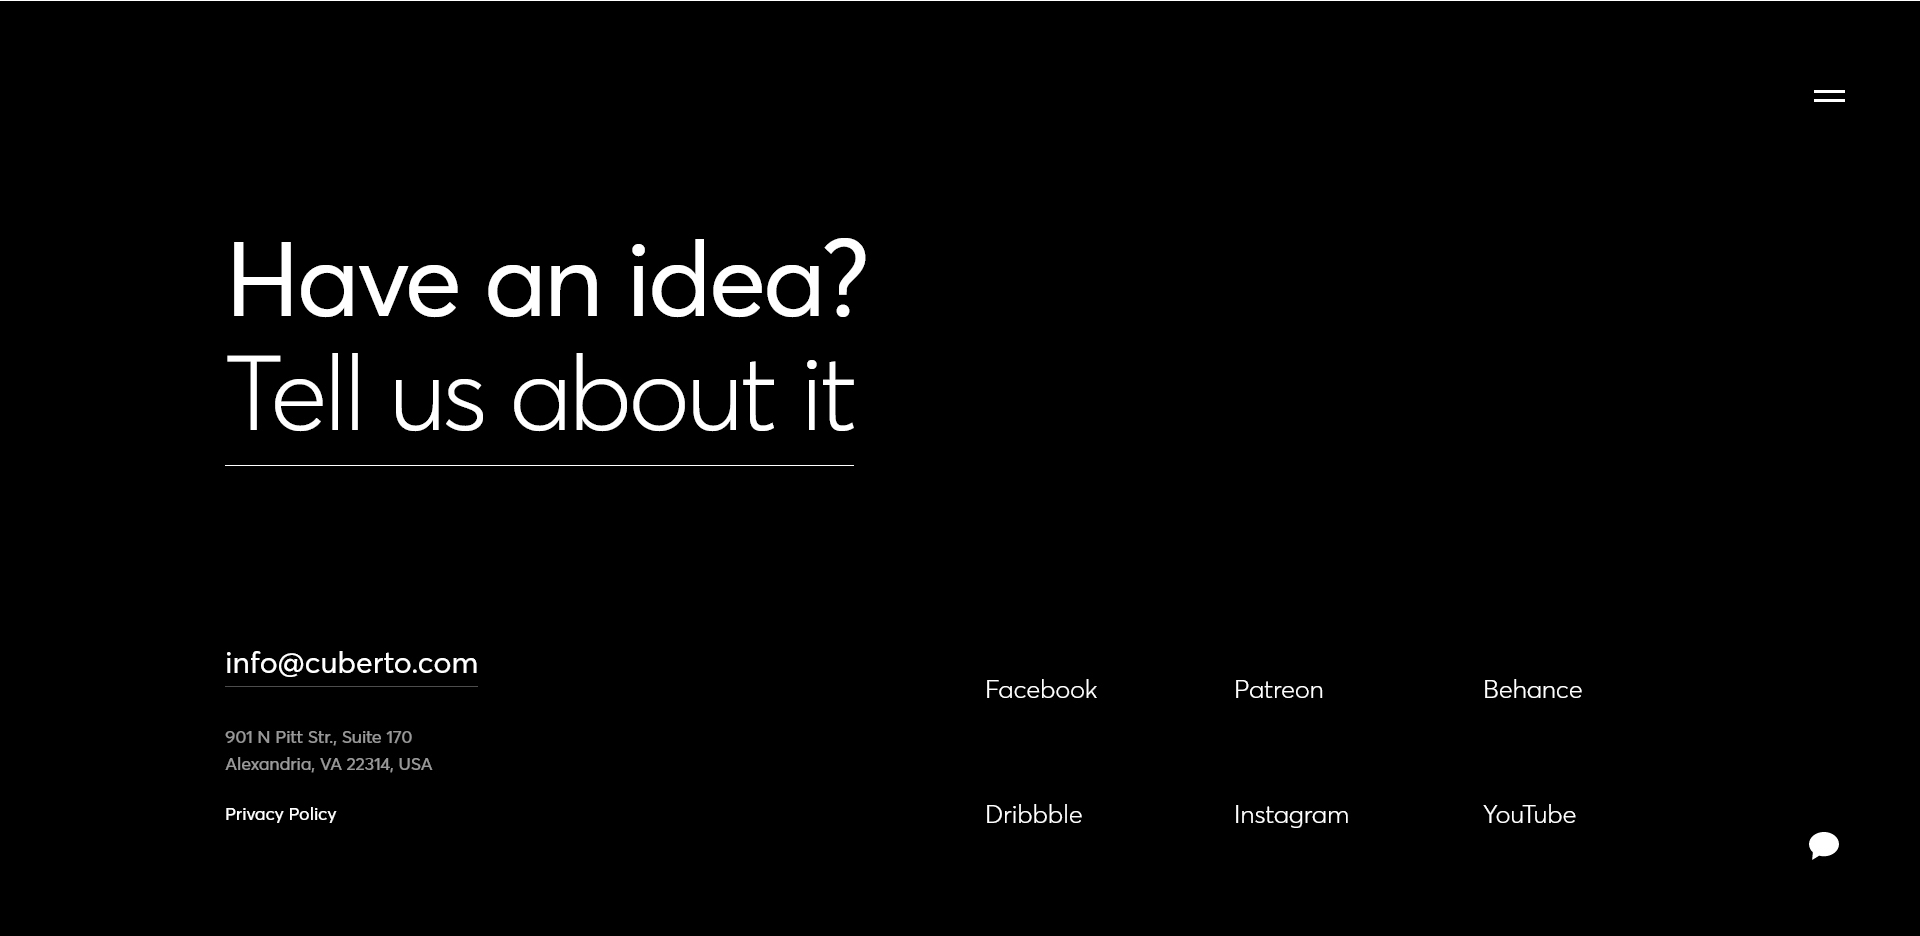 Have an idea?
Tell us about it
info@cuberto.com
901 N Pitt Str., Suite 170
Alexandria, VA 22314, USA
Privacy Policy
Facebook
Patreon
Behance
Dribbble
Instagram
YouTube